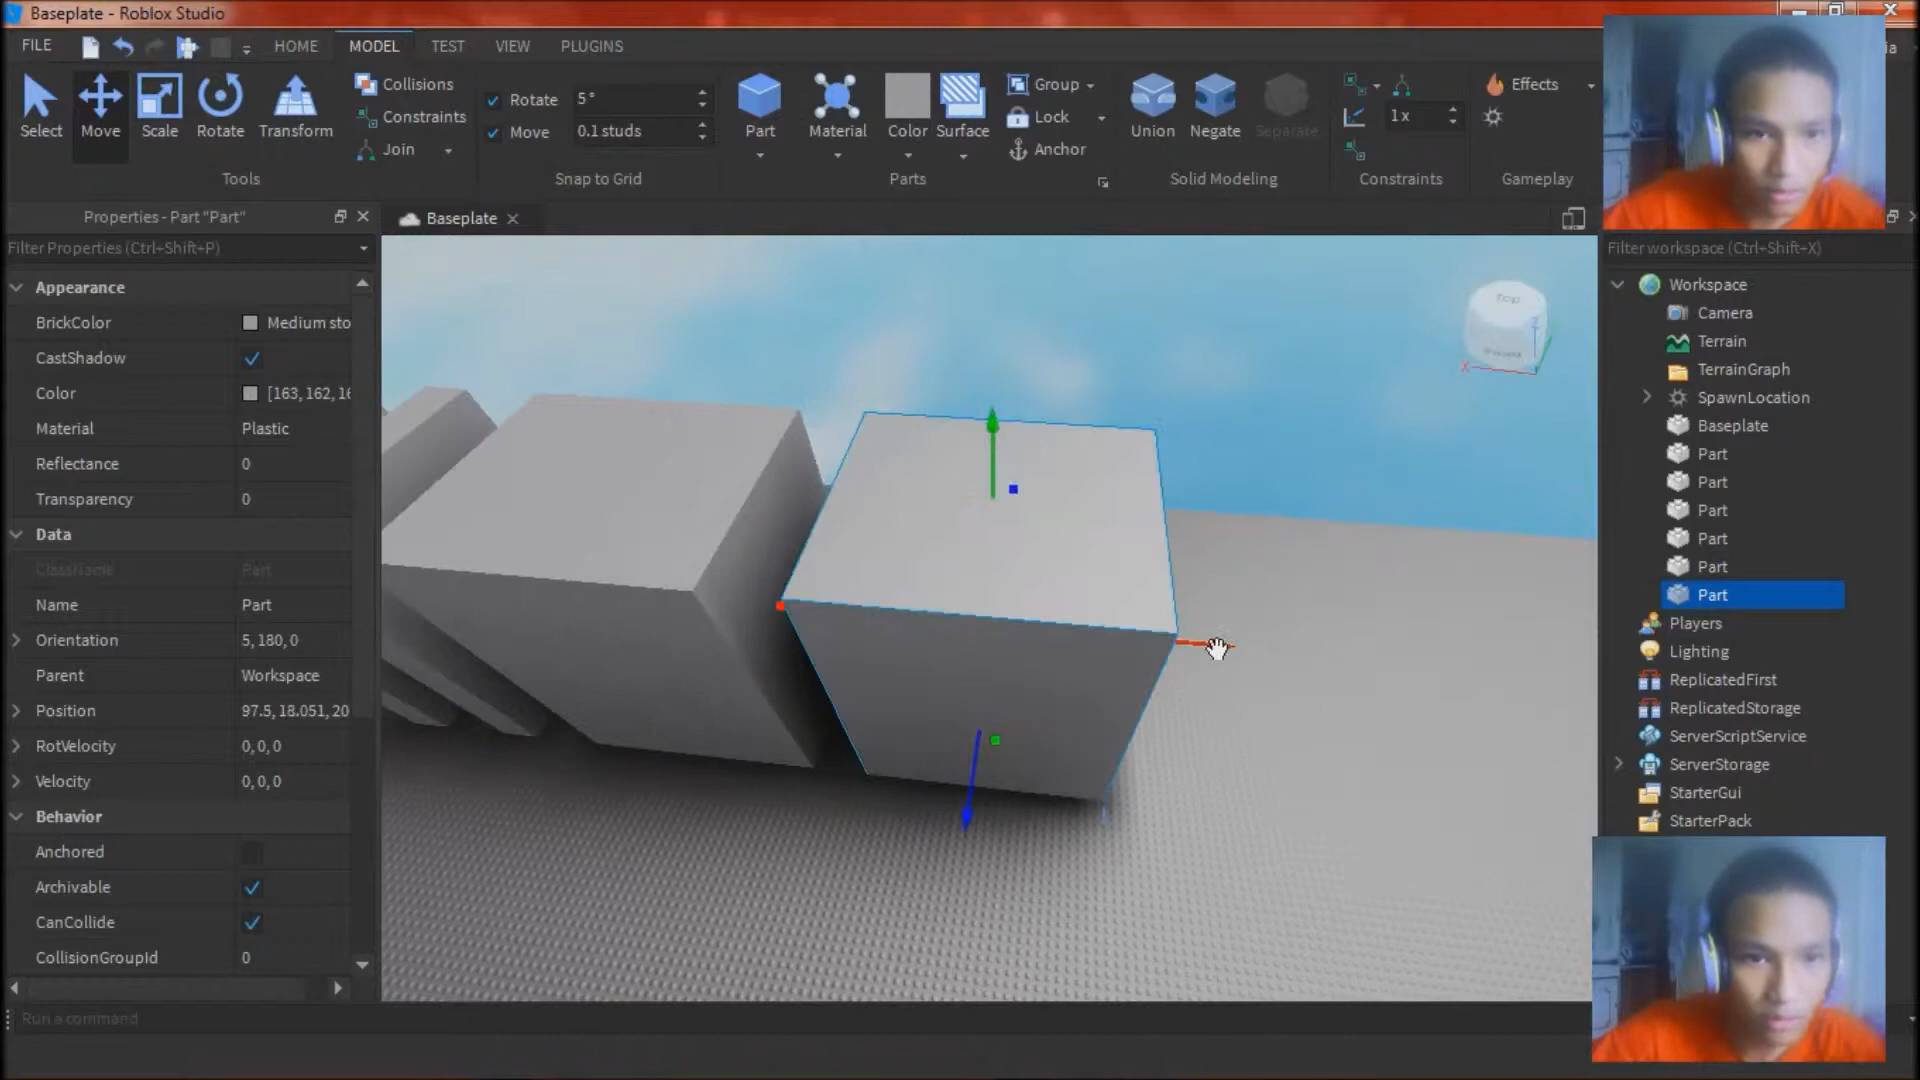 Baseplate - Roblox Studio
FILE HOME MODEL TEST VIEW PLUGINS ia
Select Move Scale Rotate Transform
Collisions
Constraints
Join
Tools
Rotate 5°
Move 0.1 studs
Snap to Grid
Part Material Color Surface
Group
Lock
Anchor
Parts
Union Negate Separate
Solid Modeling
1 x
Constraints
Effects
Gameplay
Properties - Part "Part"
Filter Properties (Ctrl+Shift+P)
Appearance
BrickColor Medium sto
CastShadow
Color [163, 162, 16
Material Plastic
Reflectance 0
Transparency 0
Data
ClassName Part
Name Part
Orientation 5, 180, 0
Parent Workspace
Position 97.5, 18.051, 20
RotVelocity 0, 0, 0
Velocity 0, 0, 0
Behavior
Anchored
Archivable
CanCollide
CollisionGroupId 0
Run a command
Baseplate
Top
X
Z
Filter workspace (Ctrl+Shift+X)
Workspace
Camera
Terrain
TerrainGraph
SpawnLocation
Baseplate
Part
Part
Part
Part
Part
Part
Players
Lighting
ReplicatedFirst
ReplicatedStorage
ServerScriptService
ServerStorage
StarterGui
StarterPack